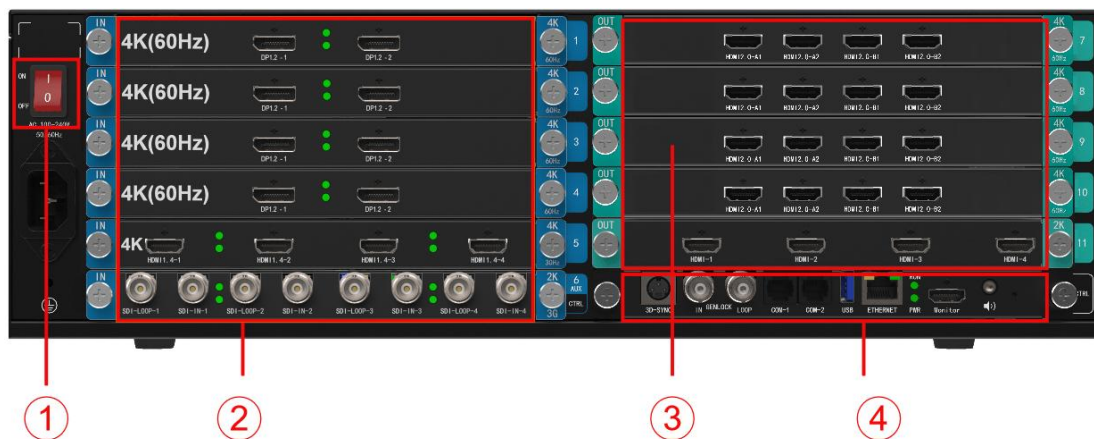 IN
4K(60Hz)
DP1.2 -1
DP1.2 -2
4K
60Hz
1
OUT
HDMI2.0-A1
HDMI2.0-A2
HDMI2.0-B1
HDMI2.0-B2
4K
60Hz
7
ON
OFF
AC 100-240V
50/60Hz
IN
4K(60Hz)
DP1.2 -1
DP1.2 -2
4K
60Hz
2
OUT
HDMI2.0-A1
HDMI2.0-A2
HDMI2.0-B1
HDMI2.0-B2
4K
60Hz
8
IN
4K(60Hz)
DP1.2 -1
DP1.2 -2
4K
60Hz
3
OUT
HDMI2.0-A1
HDMI2.0-A2
HDMI2.0-B1
HDMI2.0-B2
4K
60Hz
9
IN
4K(60Hz)
DP1.2 -1
DP1.2 -2
4K
60Hz
4
OUT
HDMI2.0-A1
HDMI2.0-A2
HDMI2.0-B1
HDMI2.0-B2
4K
60Hz
10
IN
4K
HDMI1.4-1
HDMI1.4-2
HDMI1.4-3
HDMI1.4-4
4K
30Hz
5
OUT
HDMI-1
HDMI-2
HDMI-3
HDMI-4
2K
11
IN
SDI-LOOP-1
SDI-IN-1
SDI-LOOP-2
SDI-IN-2
SDI-LOOP-3
SDI-IN-3
SDI-LOOP-4
SDI-IN-4
2K
3G
6
AUX
CTRL
3D-SYNC
IN
GENLOCK
LOOP
COM-1
COM-2
USB
ETHERNET
RUN
PWR
Monitor
CTRL
1
2
3
4